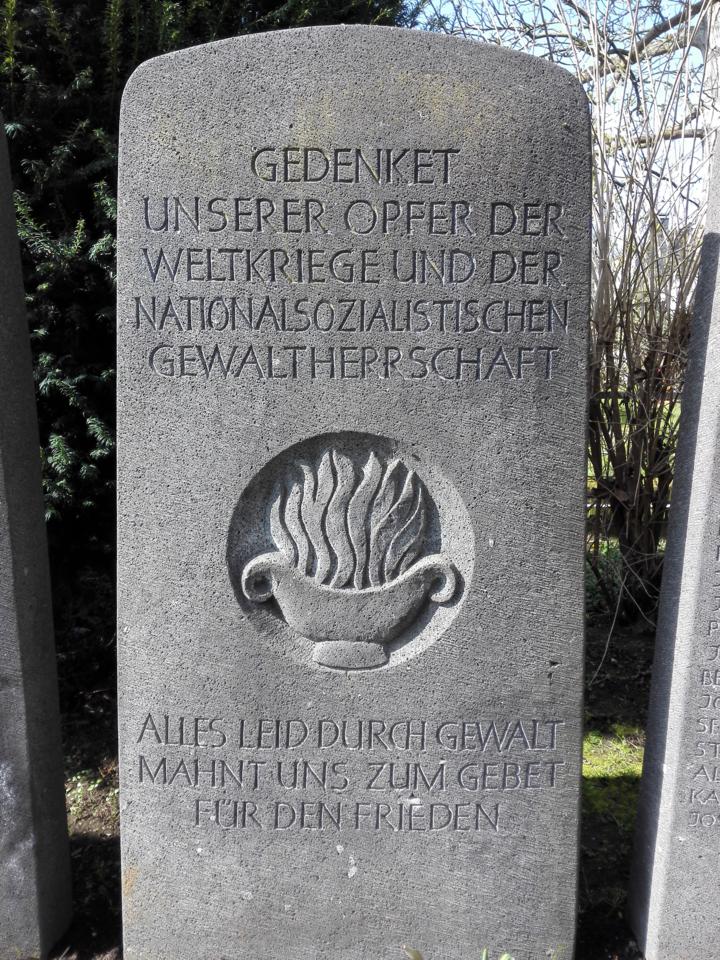 GEDENKET
UNSERER OPFER DER
WELTKRIEGE UND DER
NATIONALSOZIALISTISCHEN
GEWALTHERRSCHAFT
ALLES LEID DURCH GEWALT
MAHNT UNS ZUM GEBET
FÜR DEN FRIEDEN